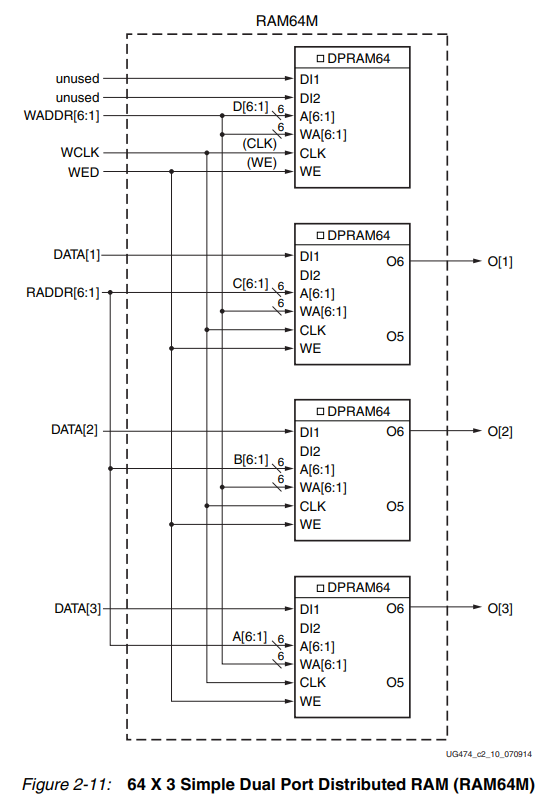 RAM64M
DPRAM64
unused DI1
unused DI2
WADDR[6:1] D[6:1] 6 A[6:1]
6 WA[6:1]
WCLK (CLK) CLK
WED (WE) WE
DPRAM64
DATA[1] DI1 O6 O[1]
DI2
RADDR[6:1] C[6:1] 6 A[6:1]
6 WA[6:1]
CLK O5
WE
DPRAM64
DATA[2] DI1 O6 O[2]
DI2
B[6:1] 6 A[6:1]
6 WA[6:1]
CLK O5
WE
DPRAM64
DATA[3] DI1 O6 O[3]
DI2
A[6:1] 6 A[6:1]
6 WA[6:1]
CLK O5
WE
UG474_c2_10_070914
Figure 2-11: 64 X 3 Simple Dual Port Distributed RAM (RAM64M)